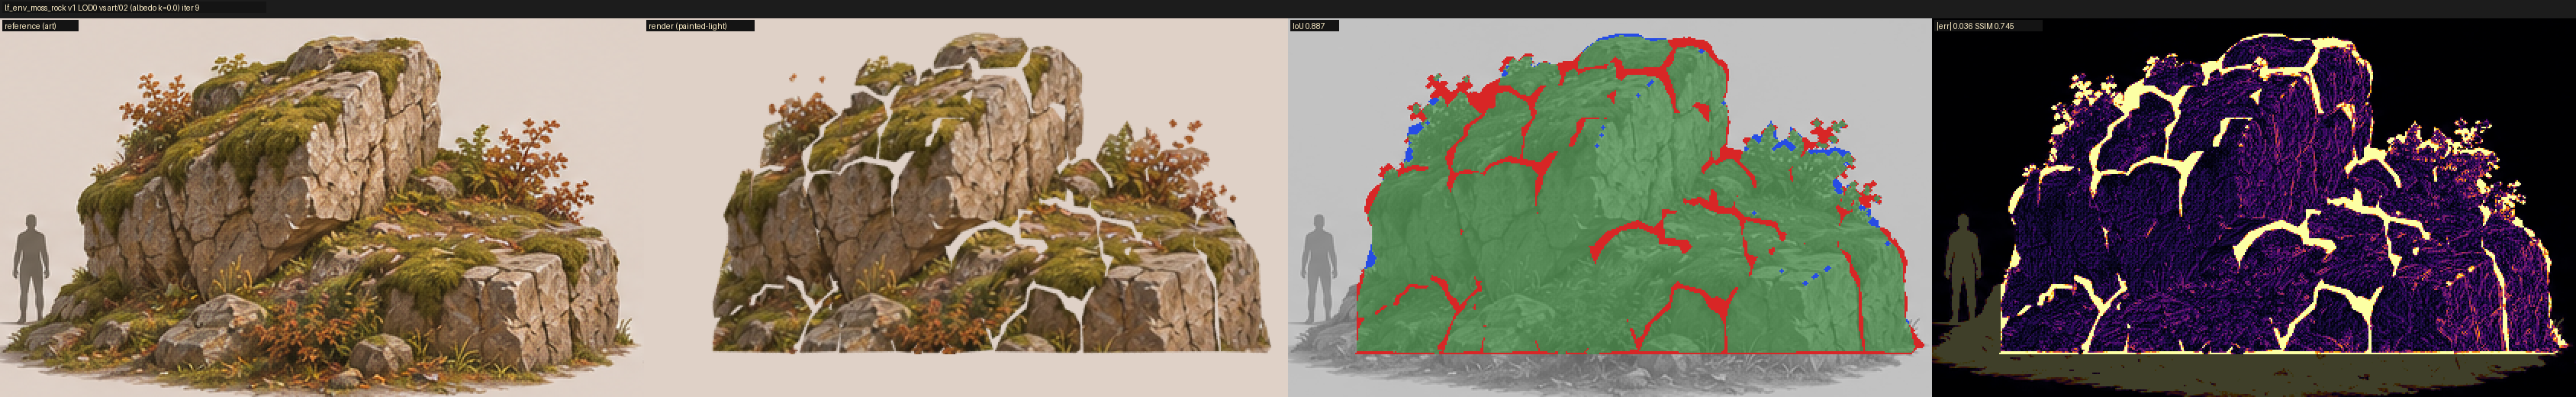 lf_env_moss_rock v1 LOD0 vs art/02 (albedo k=0.0) iter 9
reference (art)
render (painted-light)
IoU 0.887
|err| 0.036 SSIM 0.745